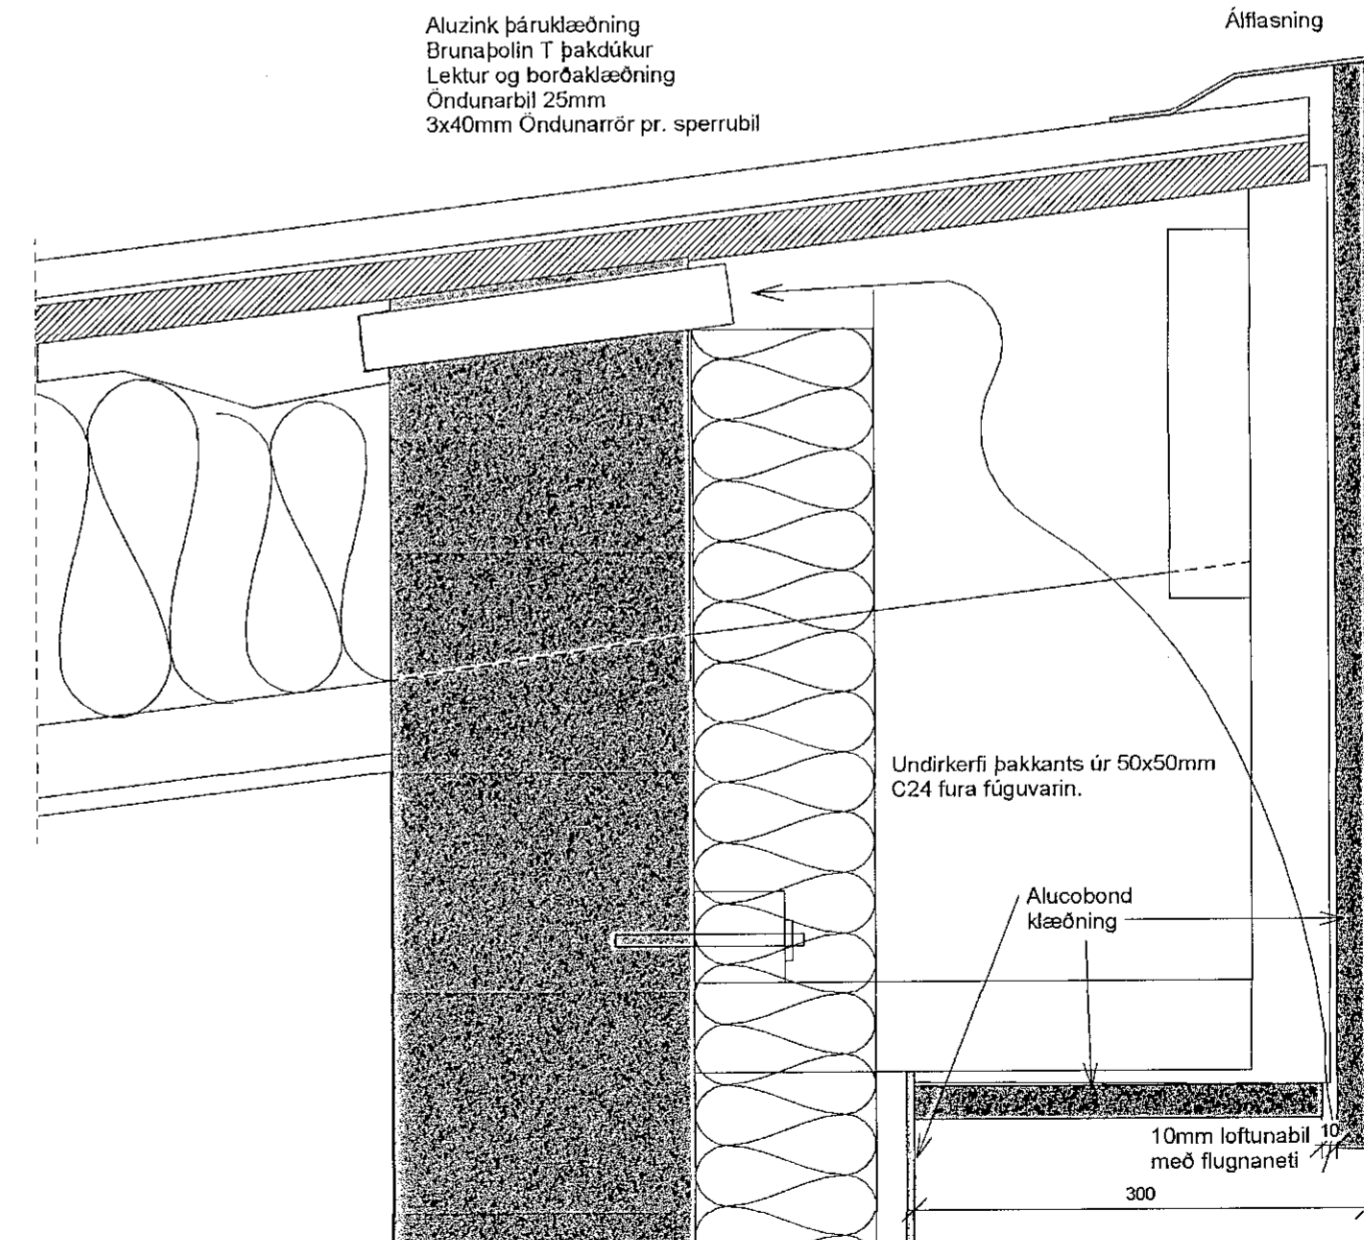 Aluzink þáruklæðning
Brunaþolin T þakdúkur
Lektur og borðaklæðning
Öndunarbil 25mm
3x40mm Öndunarrör pr. sperrubil
Álflasning
Undirkerfi þakkants úr 50x50mm
C24 fura fúguvarin.
Alucobond
klæðning
10mm loftunabil
með flugnaneti
10
300